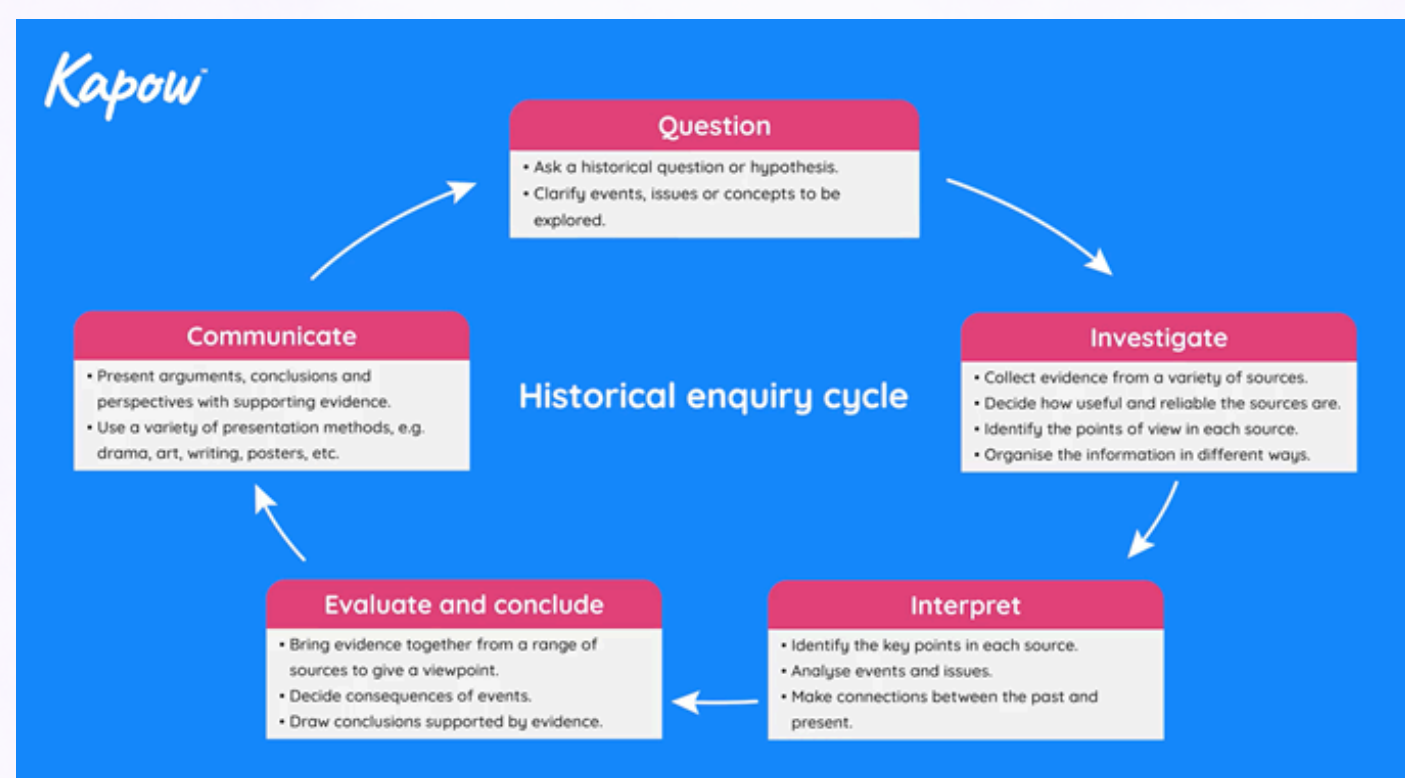 Kapow™
Question
• Ask a historical question or hypothesis.
• Clarify events, issues or concepts to be
explored.
Investigate
• Collect evidence from a variety of sources.
• Decide how useful and reliable the sources are.
• Identify the points of view in each source.
• Organise the information in different ways.
Interpret
• Identify the key points in each source.
• Analyse events and issues.
• Make connections between the past and
present.
Evaluate and conclude
• Bring evidence together from a range of
sources to give a viewpoint.
• Decide consequences of events.
• Draw conclusions supported by evidence.
Communicate
• Present arguments, conclusions and
perspectives with supporting evidence.
• Use a variety of presentation methods, e.g.
drama, art, writing, posters, etc.
Historical enquiry cycle